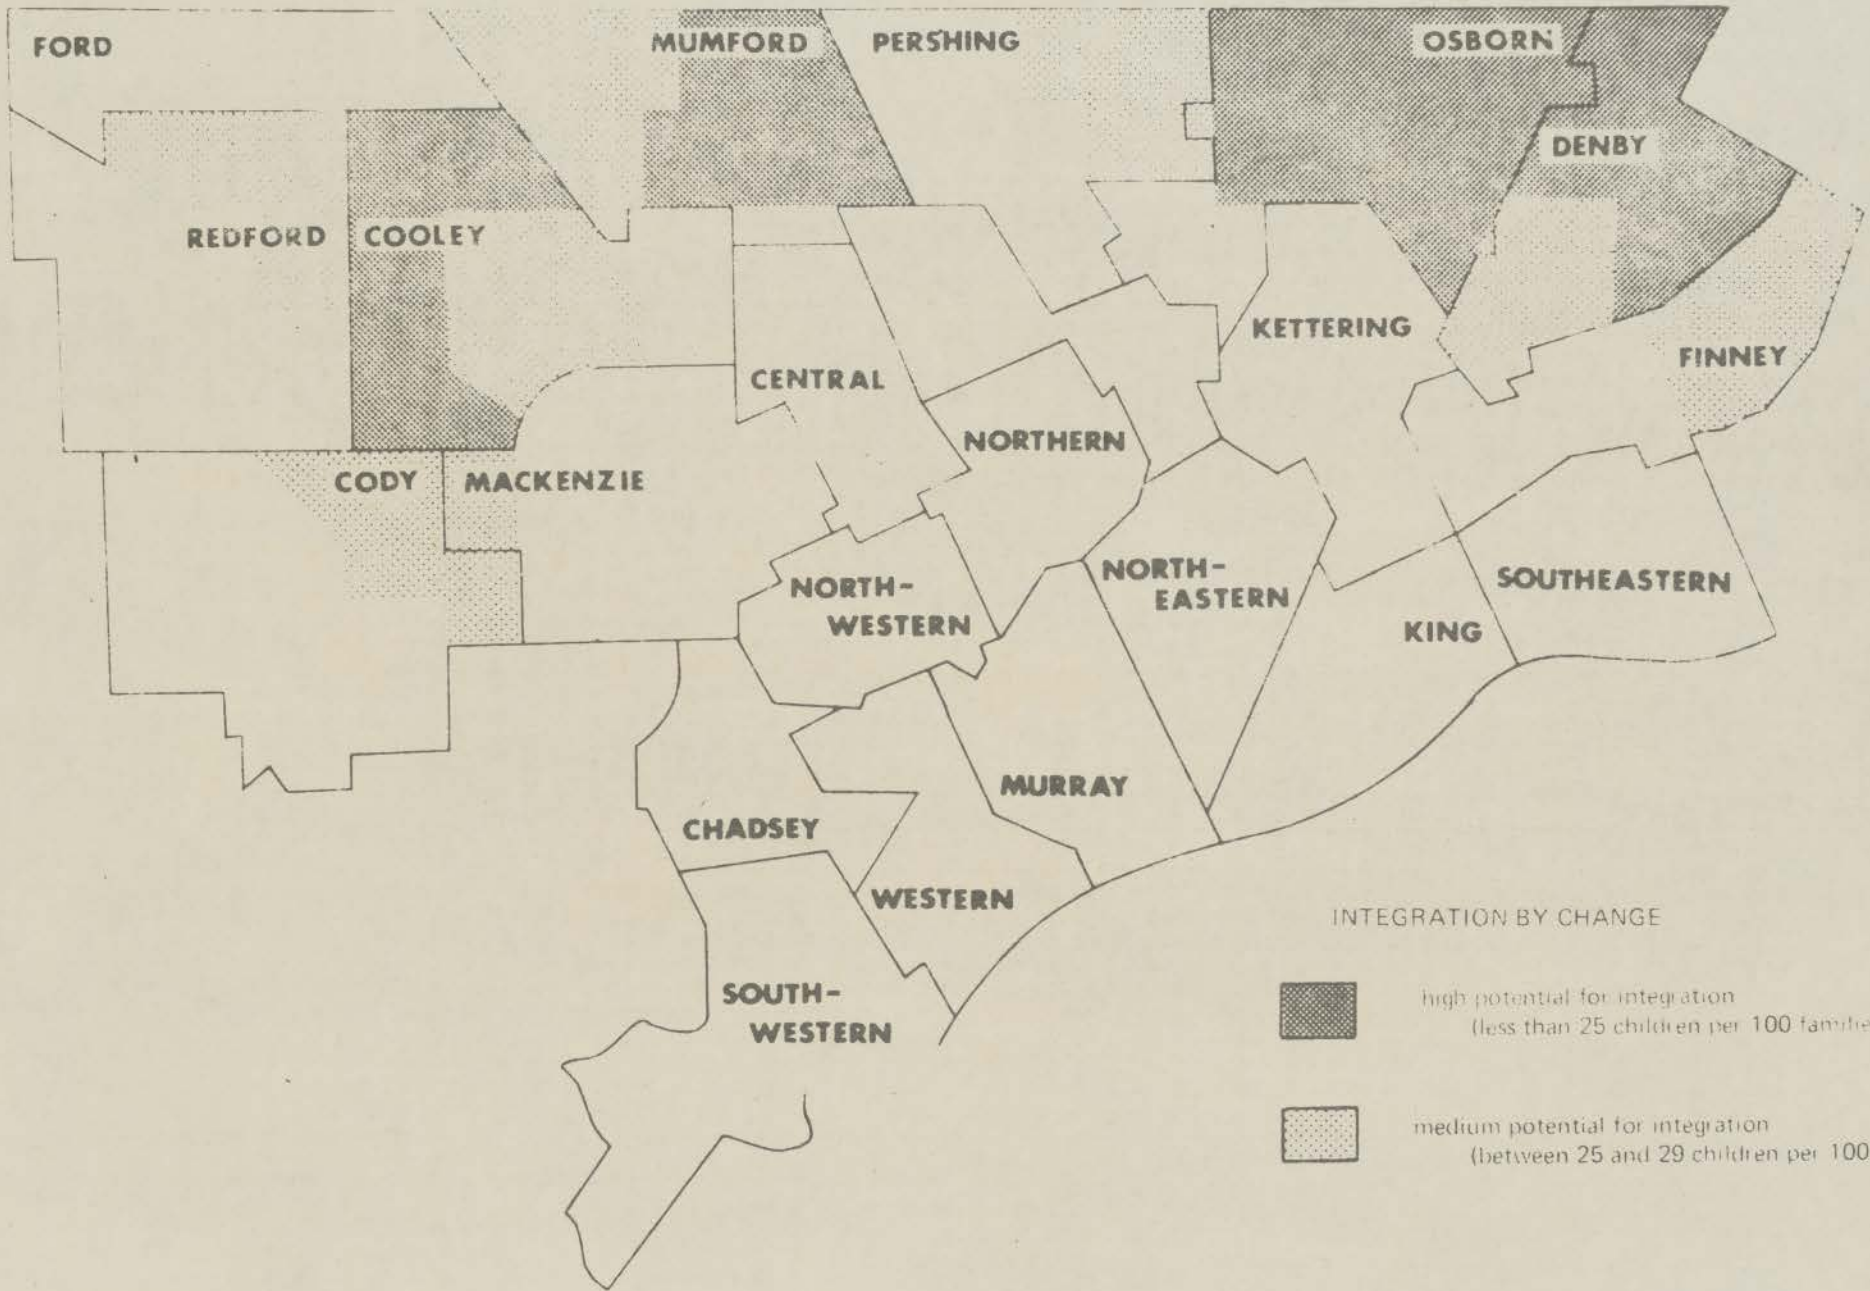 FORD
MUMFORD
PERSHING
OSBORN
DENBY
REDFORD
COOLEY
KETTERING
FINNEY
CENTRAL
NORTHERN
CODY
MACKENZIE
NORTH-
WESTERN
NORTH-
EASTERN
SOUTHEASTERN
KING
MURRAY
CHADSEY
WESTERN
SOUTH-
WESTERN
INTEGRATION BY CHANGE
high potential for integration
(less than 25 children per 100 familie
medium potential for integration
(between 25 and 29 children per 100